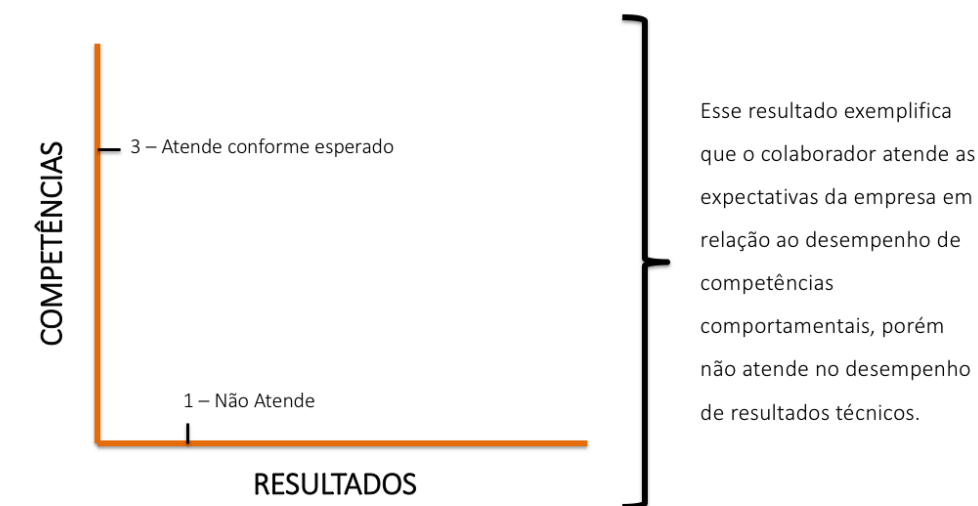 COMPETÊNCIAS
3 – Atende conforme esperado
1 – Não Atende
RESULTADOS
Esse resultado exemplifica
que o colaborador atende as
expectativas da empresa em
relação ao desempenho de
competências
comportamentais, porém
não atende no desempenho
de resultados técnicos.